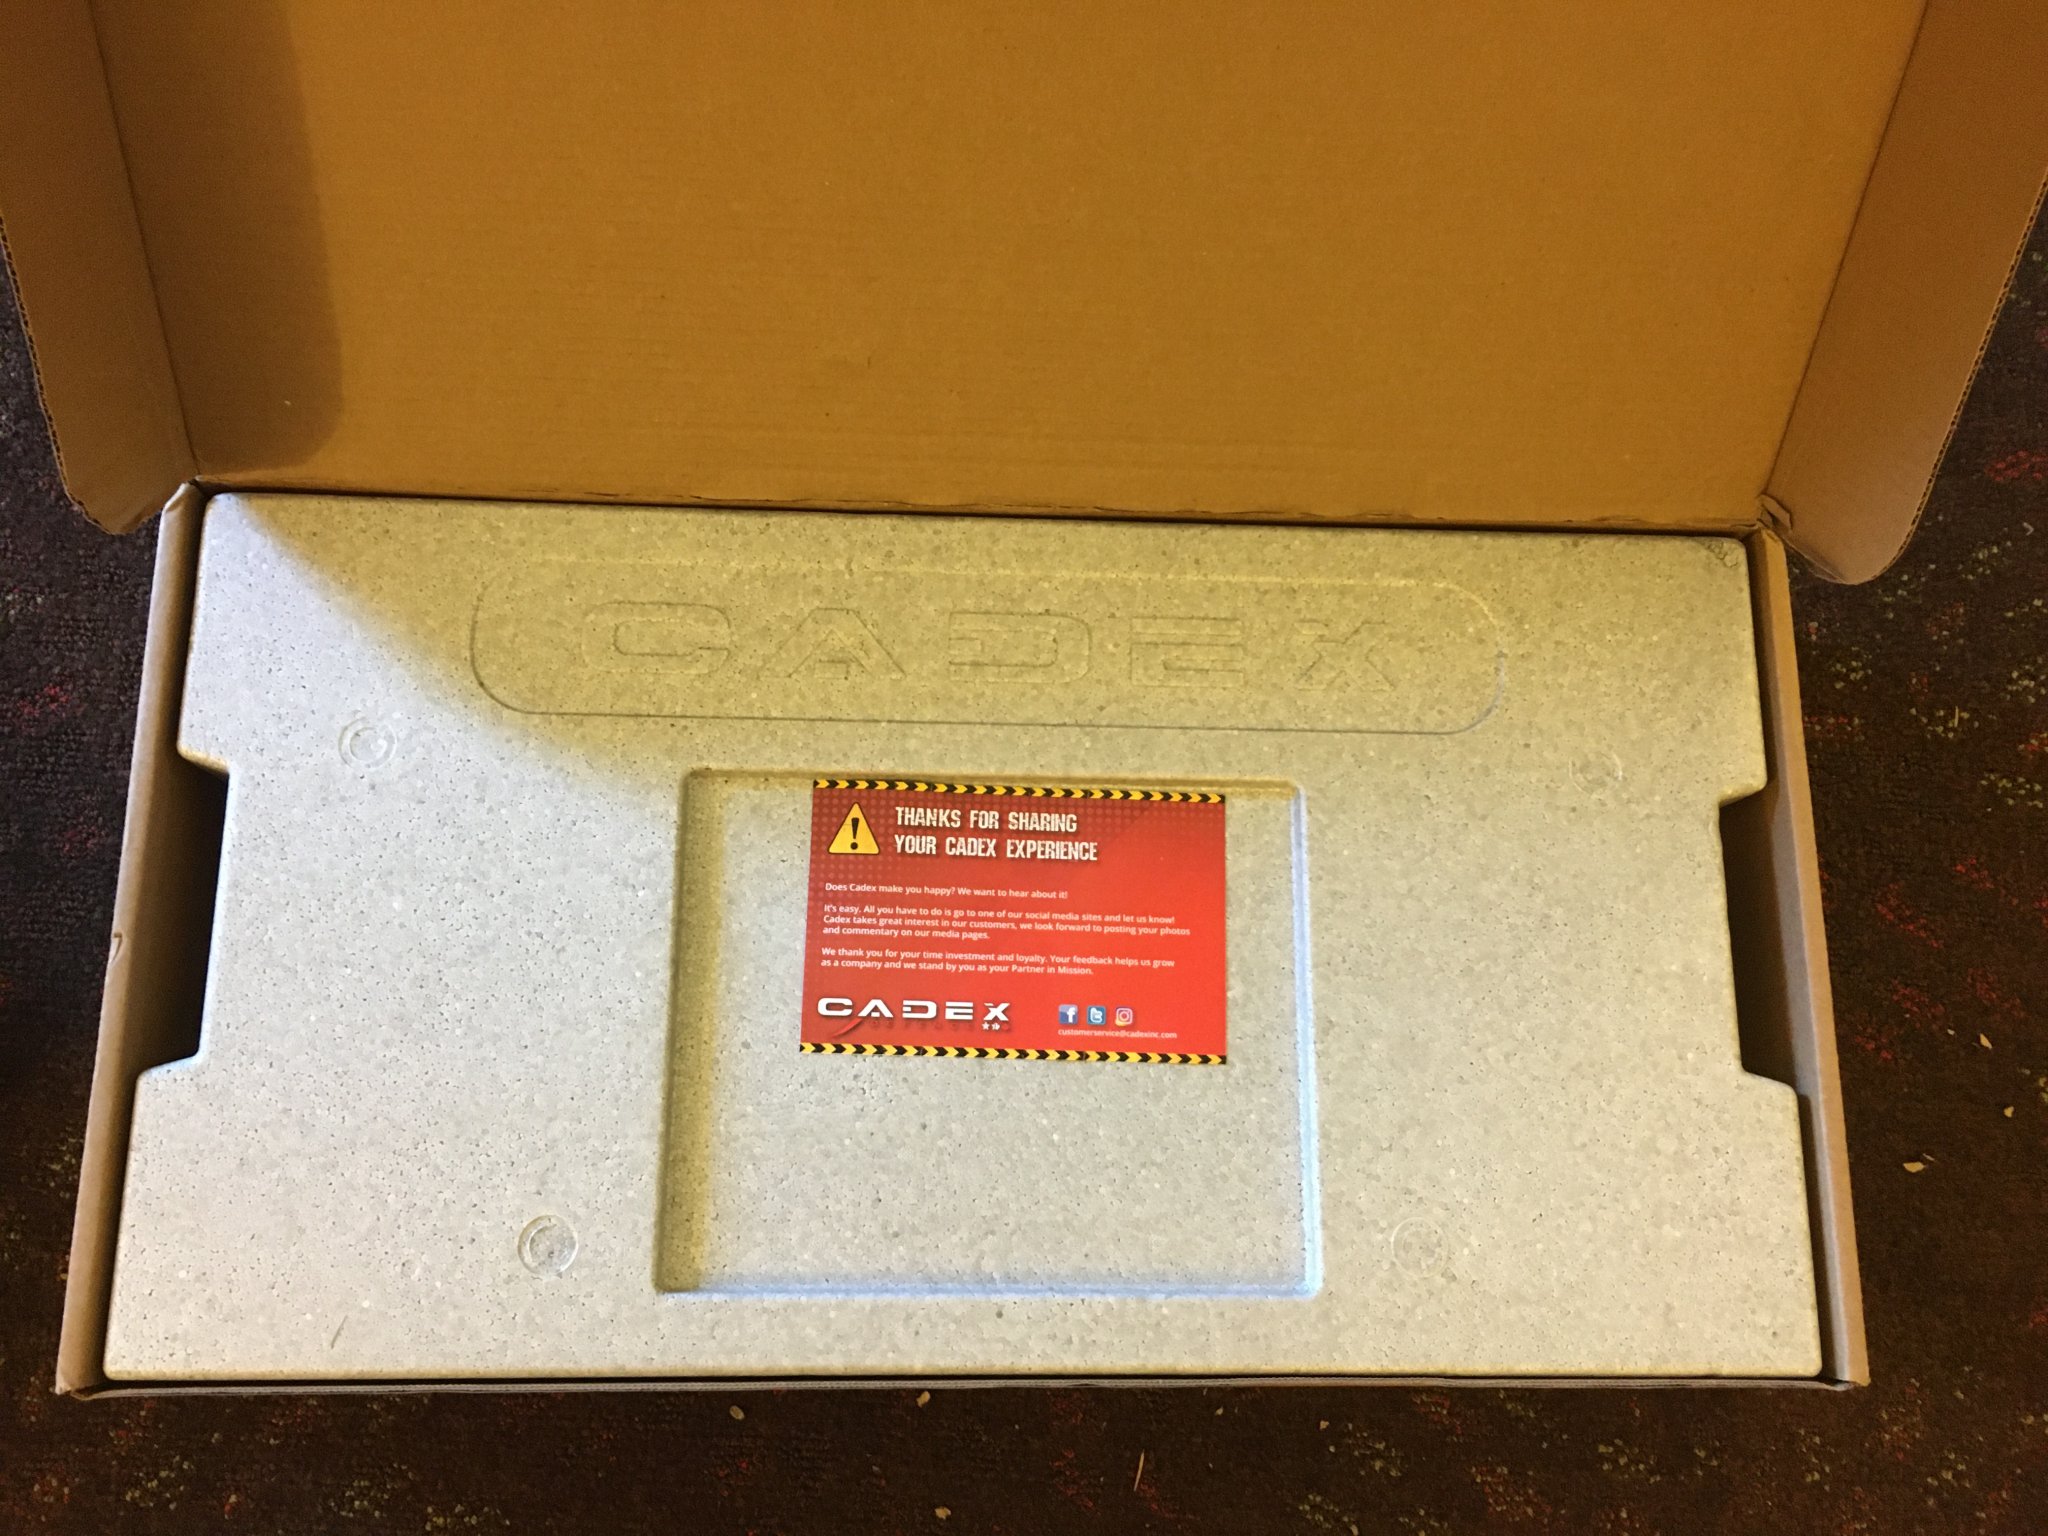 CADEX
THANKS FOR SHARING
YOUR CADEX EXPERIENCE
Does Cadex make you happy? We want to hear about it!
It's easy. All you have to do is go to one of our social media sites and let us know!
Cadex takes great interest in our customers, we look forward to posting your photos
and commentary on our media pages.
We thank you for your time investment and loyalty. Your feedback helps us grow
as a company and we stand by you as your Partner in Mission.
CADEX
customerservice@cadexinc.com